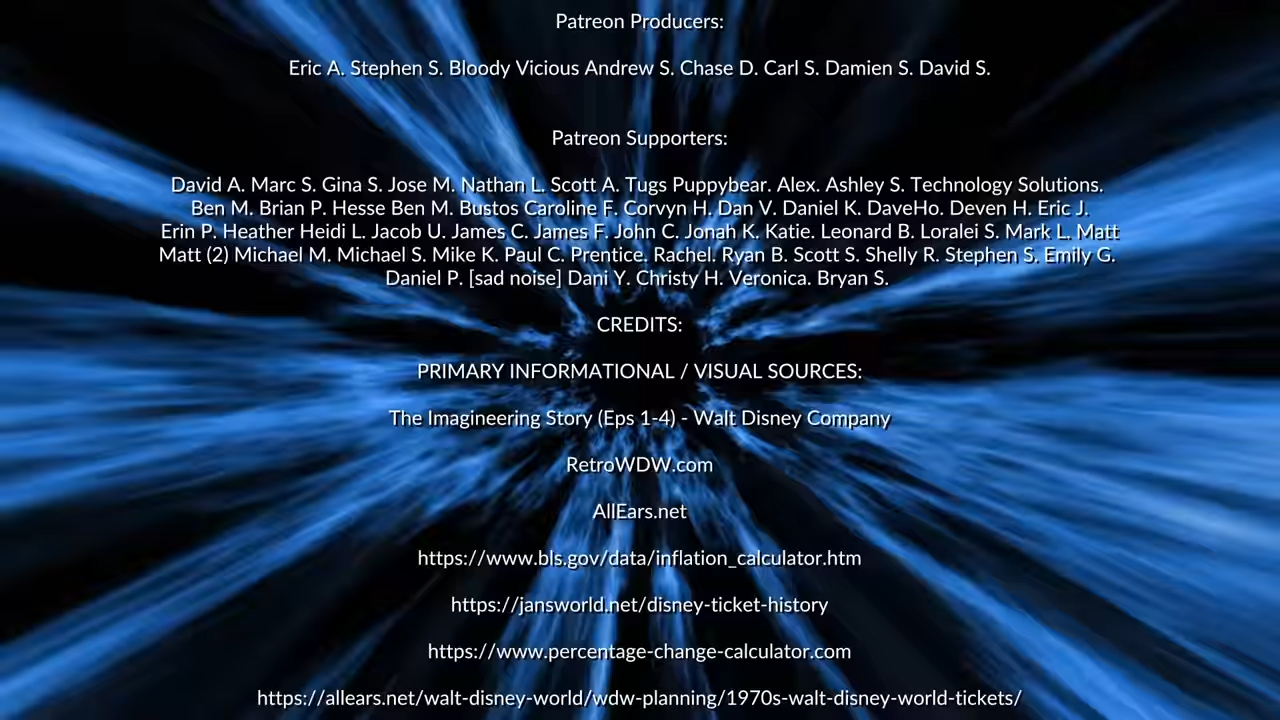 Patreon Producers:
Eric A. Stephen S. Bloody Vicious Andrew S. Chase D. Carl S. Damien S. David S.
Patreon Supporters:
David A. Marc S. Gina S. Jose M. Nathan L. Scott A. Tugs Puppybear. Alex. Ashley S. Technology Solutions.
Ben M. Brian P. Hesse Ben M. Bustos Caroline F. Corvyn H. Dan V. Daniel K. DaveHo. Deven H. Eric J.
Erin P. Heather Heidi L. Jacob U. James C. James F. John C. Jonah K. Katie. Leonard B. Loralei S. Mark L. Matt
Matt (2) Michael M. Michael S. Mike K. Paul C. Prentice. Rachel. Ryan B. Scott S. Shelly R. Stephen S. Emily G.
Daniel P. [sad noise] Dani Y. Christy H. Veronica. Bryan S.
CREDITS:
PRIMARY INFORMATIONAL / VISUAL SOURCES:
The Imagineering Story (Eps 1-4) - Walt Disney Company
RetroWDW.com
AllEars.net
https://www.bls.gov/data/inflation_calculator.htm
https://jansworld.net/disney-ticket-history
https://www.percentage-change-calculator.com
https://allears.net/walt-disney-world/wdw-planning/1970s-walt-disney-world-tickets/